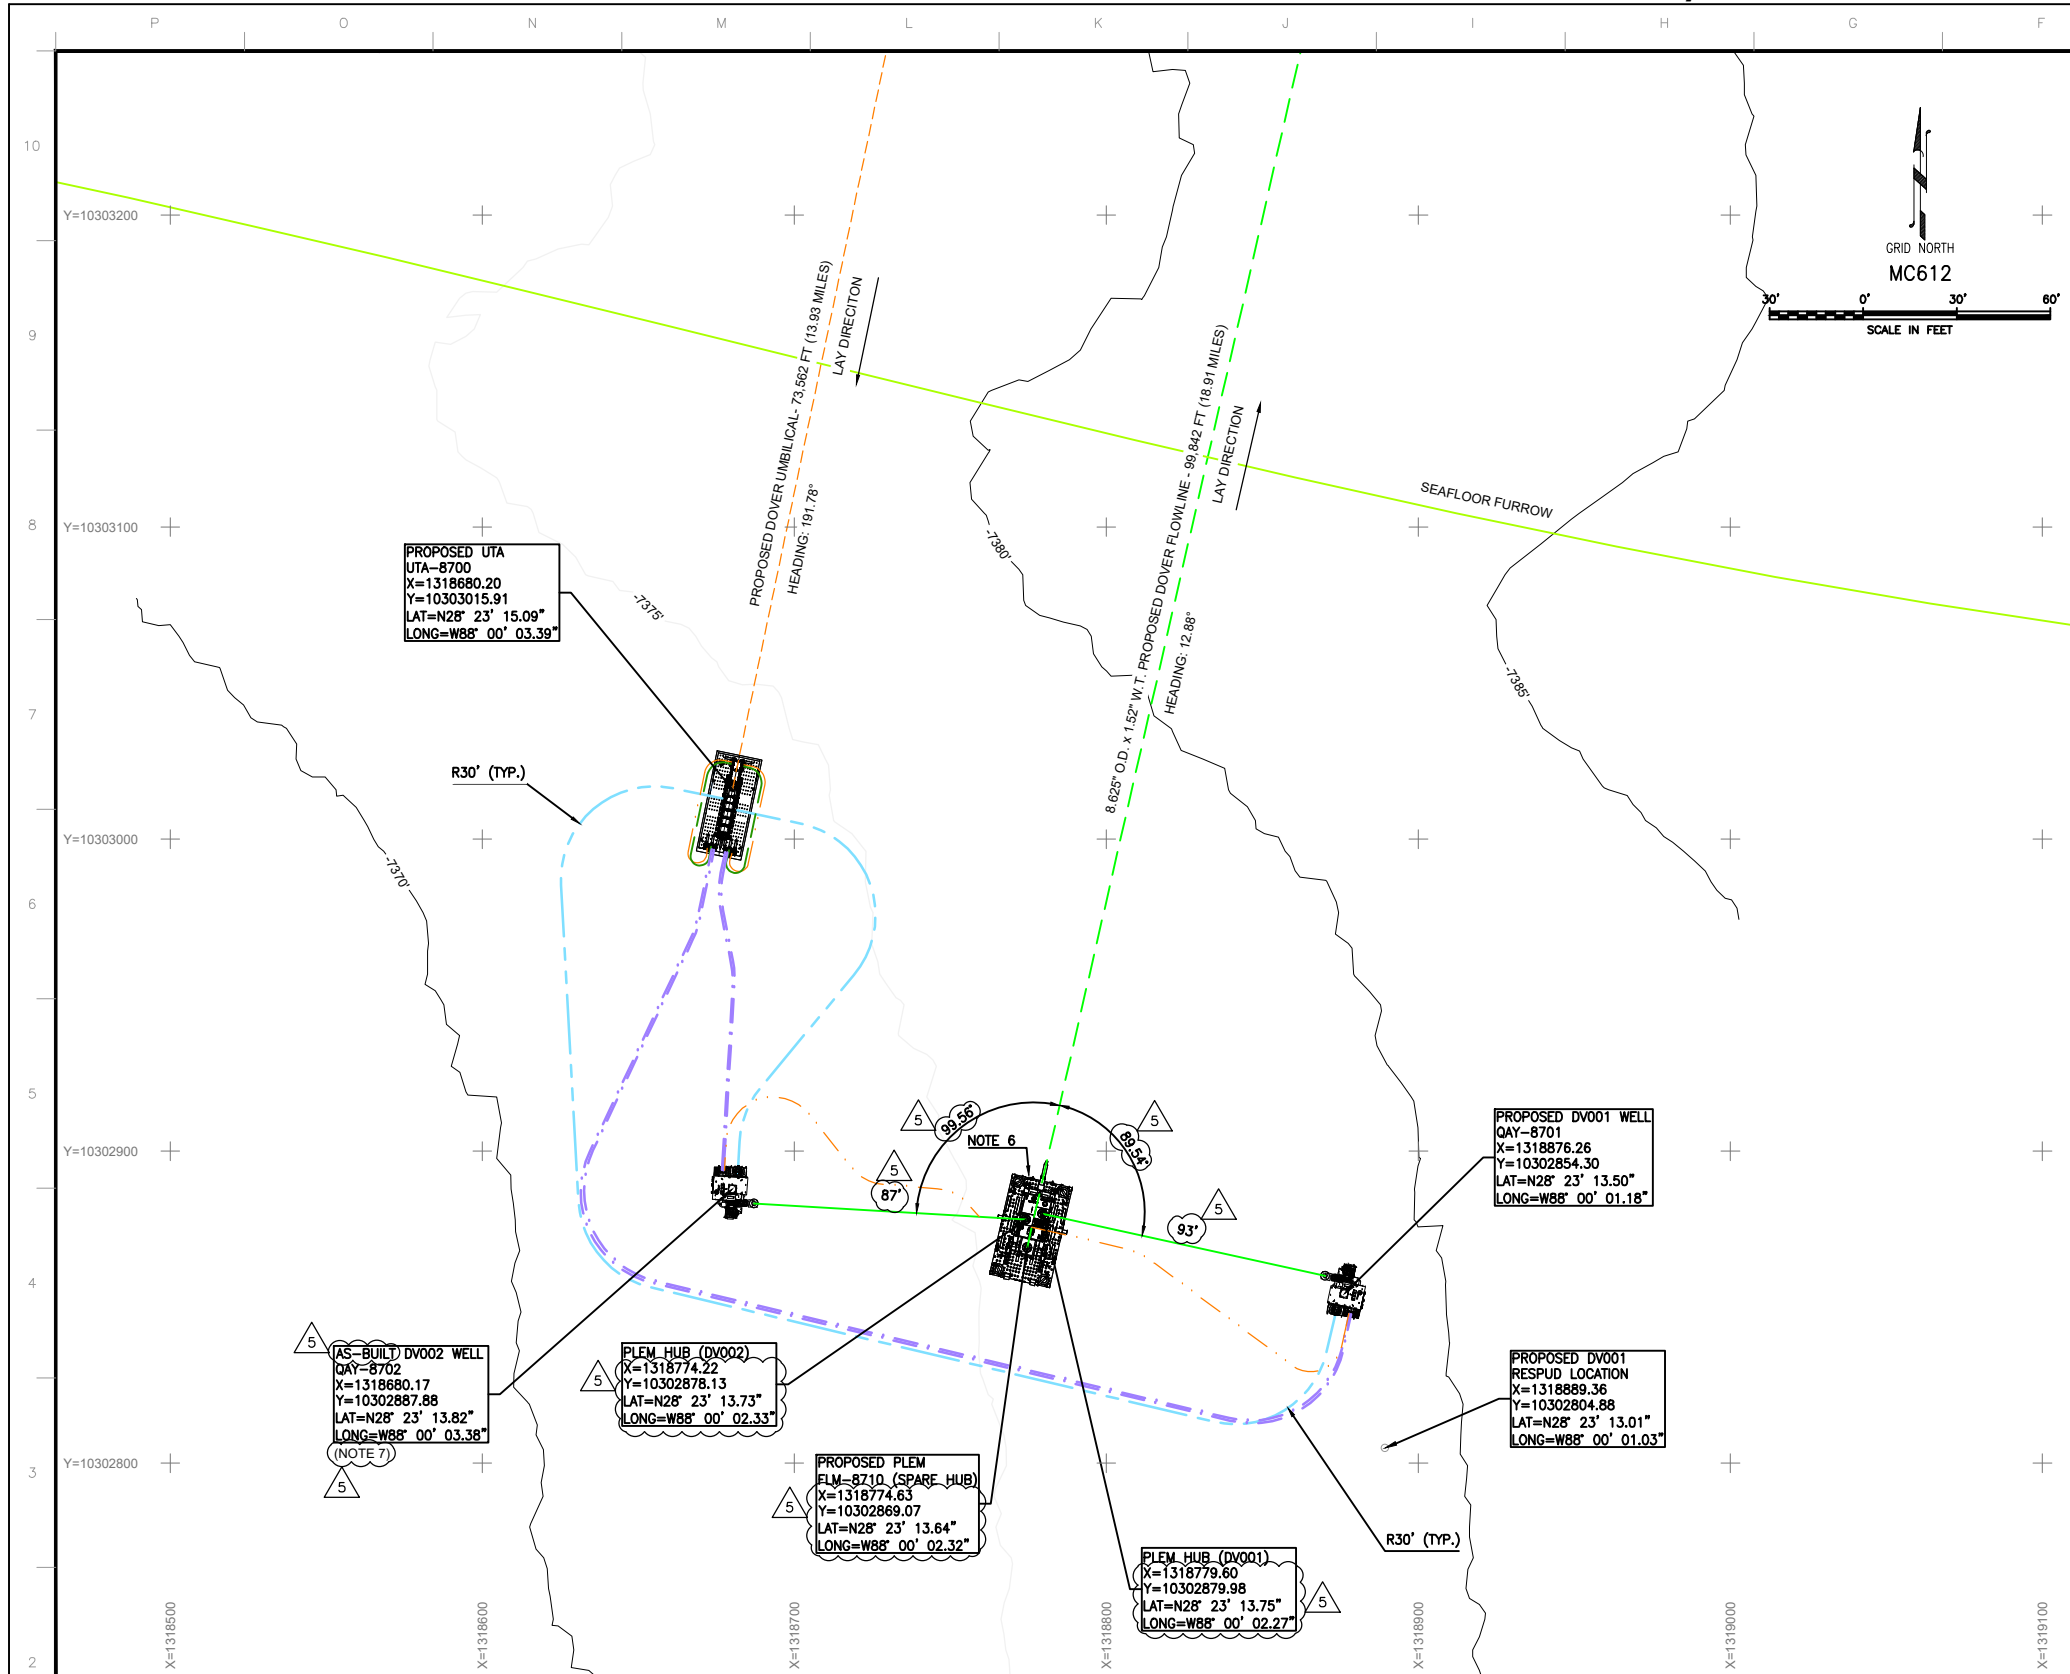 P O N M L K J I H G F
10
9
8
7
6
5
4
3
2
Y=10303200
Y=10303100
Y=10303000
Y=10302900
Y=10302800
X=1318500
X=1318600
X=1318700
X=1318800
X=1318900
X=1319000
X=1319100
GRID NORTH
MC612
30' 0' 30' 60'
SCALE IN FEET
PROPOSED DOVER UMBILICAL- 73,562 FT (13.93 MILES)
HEADING: 191.78°
LAY DIRECITON
8.625" O.D. x 1.52" W.T. PROPOSED DOVER FLOWLINE - 99,842 FT (18.91 MILES)
HEADING: 12.88°
LAY DIRECTION
SEAFLOOR FURROW
-7380'
-7375'
-7385'
-7370'
PROPOSED UTA
UTA-8700
X=1318680.20
Y=10303015.91
LAT=N28° 23' 15.09"
LONG=W88° 00' 03.39"
R30' (TYP.)
5
99.56°
NOTE 6
5
89.54°
5
87'
5
93'
PROPOSED DV001 WELL
QAY-8701
X=1318876.26
Y=10302854.30
LAT=N28° 23' 13.50"
LONG=W88° 00' 01.18"
5
AS-BUILT DV002 WELL
QAY-8702
X=1318680.17
Y=10302887.88
LAT=N28° 23' 13.82"
LONG=W88° 00' 03.38"
(NOTE 7)
5
5
PLEM HUB (DV002)
X=1318774.22
Y=10302878.13
LAT=N28° 23' 13.73"
LONG=W88° 00' 02.33"
PROPOSED DV001
RESPUD LOCATION
X=1318889.36
Y=10302804.88
LAT=N28° 23' 13.01"
LONG=W88° 00' 01.03"
5
PROPOSED PLEM
FLM-8710 (SPARE HUB)
X=1318774.63
Y=10302869.07
LAT=N28° 23' 13.64"
LONG=W88° 00' 02.32"
R30' (TYP.)
PLEM HUB (DV001)
X=1318779.60
Y=10302879.98
LAT=N28° 23' 13.75"
LONG=W88° 00' 02.27"
5